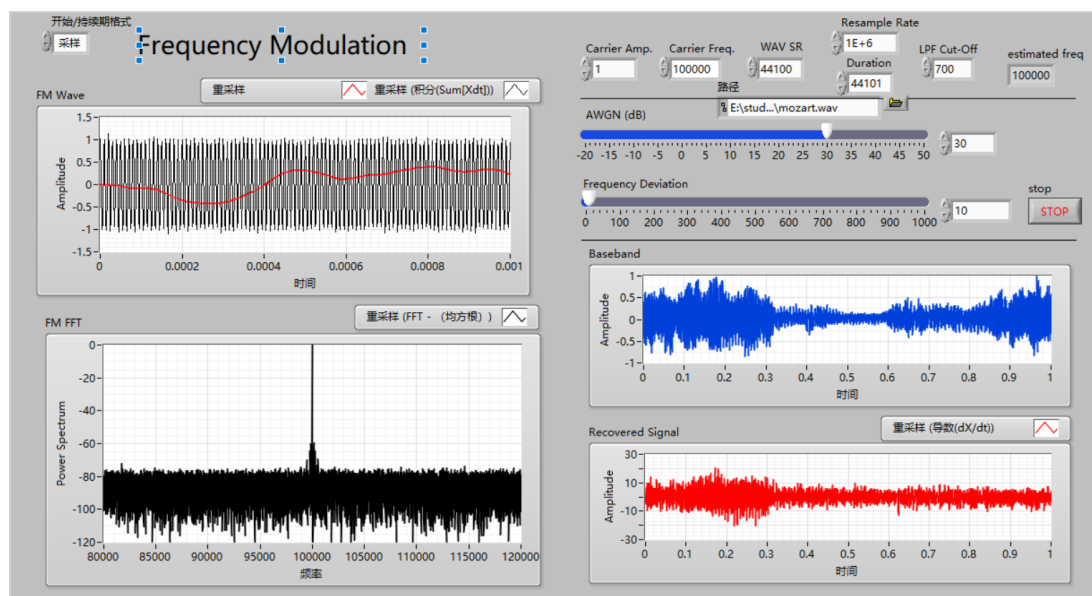 开始/持续期格式
采样
Frequency Modulation
Carrier Amp.
1
Carrier Freq.
100000
WAV SR
44100
Resample Rate
1E+6
Duration
44101
LPF Cut-Off
700
estimated freq
100000
路径
E:\stud...\mozart.wav
AWGN (dB)
-20 -15 -10 -5 0 5 10 15 20 25 30 35 40 45 50
30
Frequency Deviation
0 100 200 300 400 500 600 700 800 900 1000
10
stop
STOP
FM Wave
重采样
重采样 (积分(Sum[Xdt]))
Amplitude
1.5
1
0.5
0
-0.5
-1
-1.5
0 0.0002 0.0004 0.0006 0.0008 0.001
时间
FM FFT
重采样 (FFT - （均方根）)
Power Spectrum
0
-20
-40
-60
-80
-100
-120
80000 85000 90000 95000 100000 105000 110000 115000 120000
频率
Baseband
Amplitude
1
0.5
0
-0.5
-1
0 0.1 0.2 0.3 0.4 0.5 0.6 0.7 0.8 0.9 1
时间
Recovered Signal
重采样 (导数(dX/dt))
Amplitude
30
10
-10
-30
0 0.1 0.2 0.3 0.4 0.5 0.6 0.7 0.8 0.9 1
时间